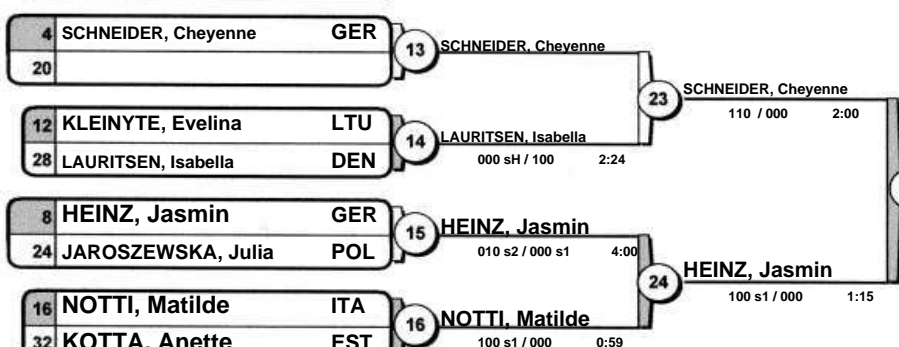 4 SCHNEIDER, Cheyenne GER
20
13 SCHNEIDER, Cheyenne
23 SCHNEIDER, Cheyenne
110 / 000 2:00
12 KLEINYTE, Evelina LTU
28 LAURITSEN, Isabella DEN
14 LAURITSEN, Isabella
000 sH / 100 2:24
8 HEINZ, Jasmin GER
24 JAROSZEWSKA, Julia POL
15 HEINZ, Jasmin
010 s2 / 000 s1 4:00
24 HEINZ, Jasmin
100 s1 / 000 1:15
16 NOTTI, Matilde ITA
32 KOTTA, Anette EST
16 NOTTI, Matilde
100 s1 / 000 0:59